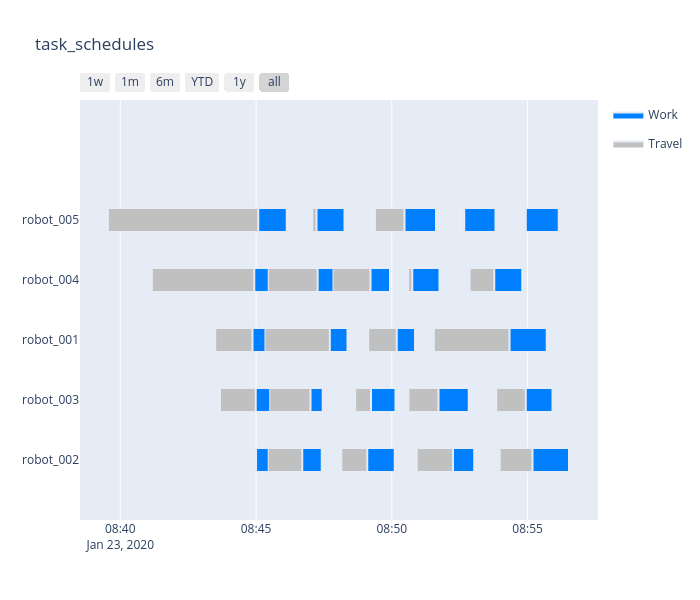 task_schedules
1w 1m 6m YTD 1y all
Work
Travel
robot_005
robot_004
robot_001
robot_003
robot_002
08:40 08:45 08:50 08:55
Jan 23, 2020